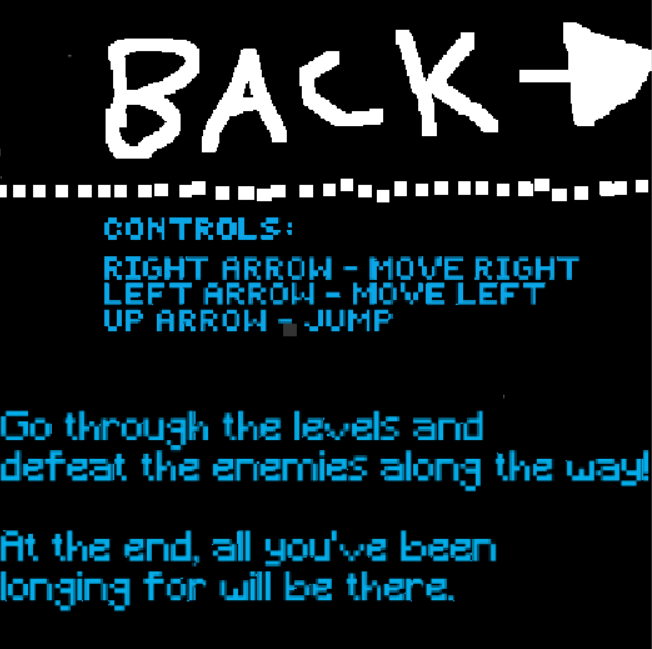 BACK
CONTROLS:
RIGHT ARROW - MOVE RIGHT
LEFT ARROW - MOVE LEFT
UP ARROW - JUMP
Go through the levels and
defeat the enemies along the way!
At the end, all you've been
longing for will be there.